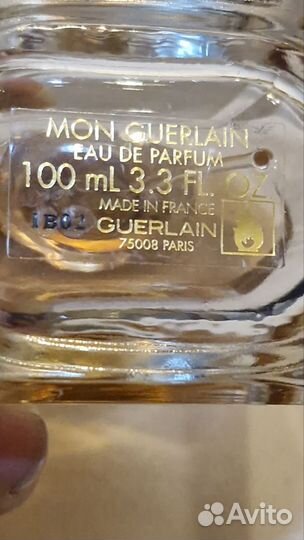 MON GUERLAIN
EAU DE PARFUM
100 mL 3.3 FL. OZ
MADE IN FRANCE
GUERLAIN
75008 PARIS
Avito